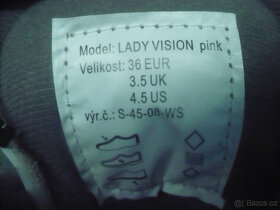 Model: LADY VISION pink
Velikost: 36 EUR
3.5 UK
4.5 US
výr.č.: S-45-08-WS
Bazos.cz